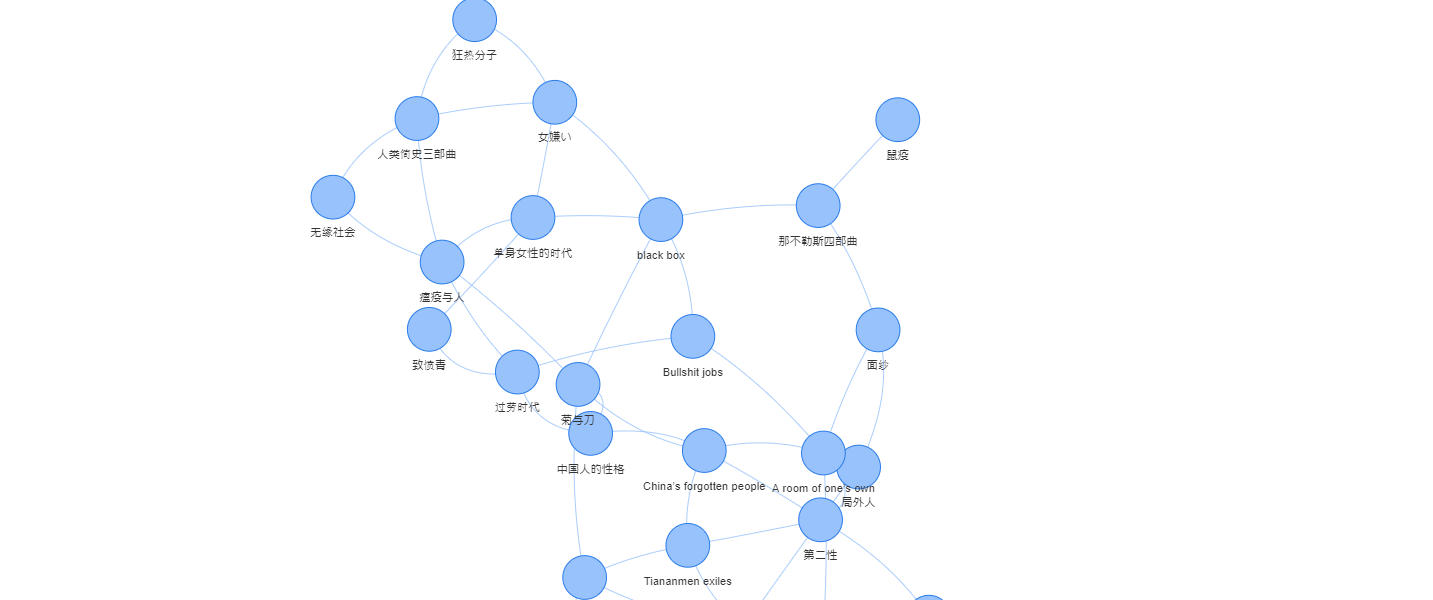 狂热分子
女嫌い
人类简史三部曲
鼠疫
无缘社会
那不勒斯四部曲
单身女性的时代
black box
瘟疫与人
致愤青
面纱
Bullshit jobs
过劳时代
菊与刀
中国人的性格
China's forgotten people
A room of one's own
局外人
第二性
Tiananmen exiles